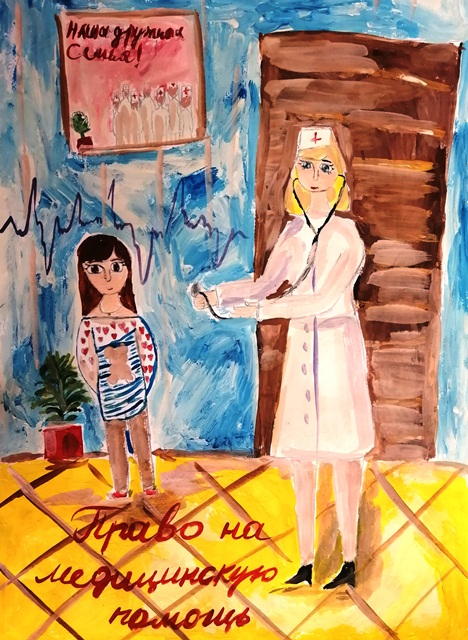 Наша дружная
Семья!
Право на
медицинскую
помощь